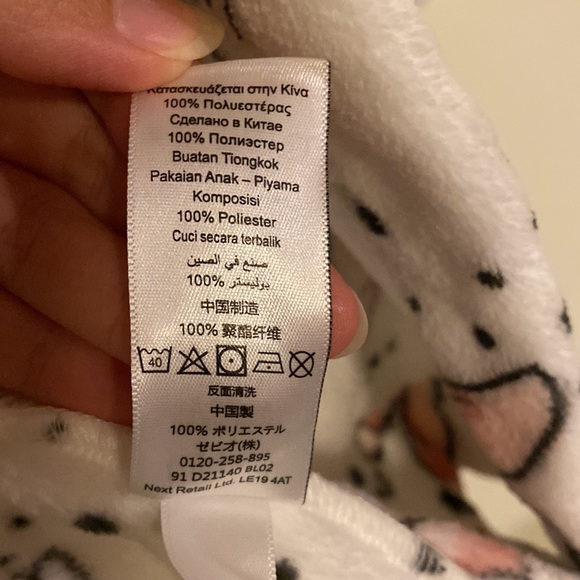 Κατασκευάζεται στην Κίνα
100% Πολυεστέρας
Сделано в Китае
100% Полиэстер
Buatan Tiongkok
Pakaian Anak – Piyama
Komposisi
100% Poliester
Cuci secara terbalik
صنع في الصين
100% بوليستر
中国制造
100% 聚酯纤维
40
反面清洗
中国製
100% ポリエステル
ゼビオ(株)
0120-258-895
91 D21140 BL02
Next Retail Ltd. LE19 4AT